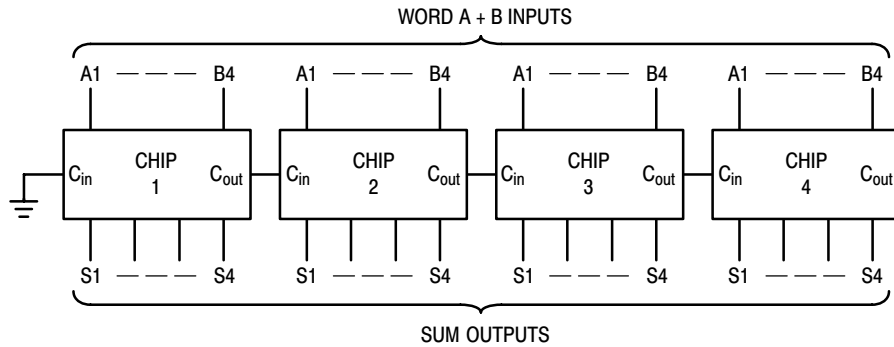 WORD A + B INPUTS
A1 — — — B4 A1 — — — B4 A1 — — — B4 A1 — — — B4
Cin CHIP 1 Cout Cin CHIP 2 Cout Cin CHIP 3 Cout Cin CHIP 4
S1 — — — S4 S1 — — — S4 S1 — — — S4 S1 — — — S4
SUM OUTPUTS